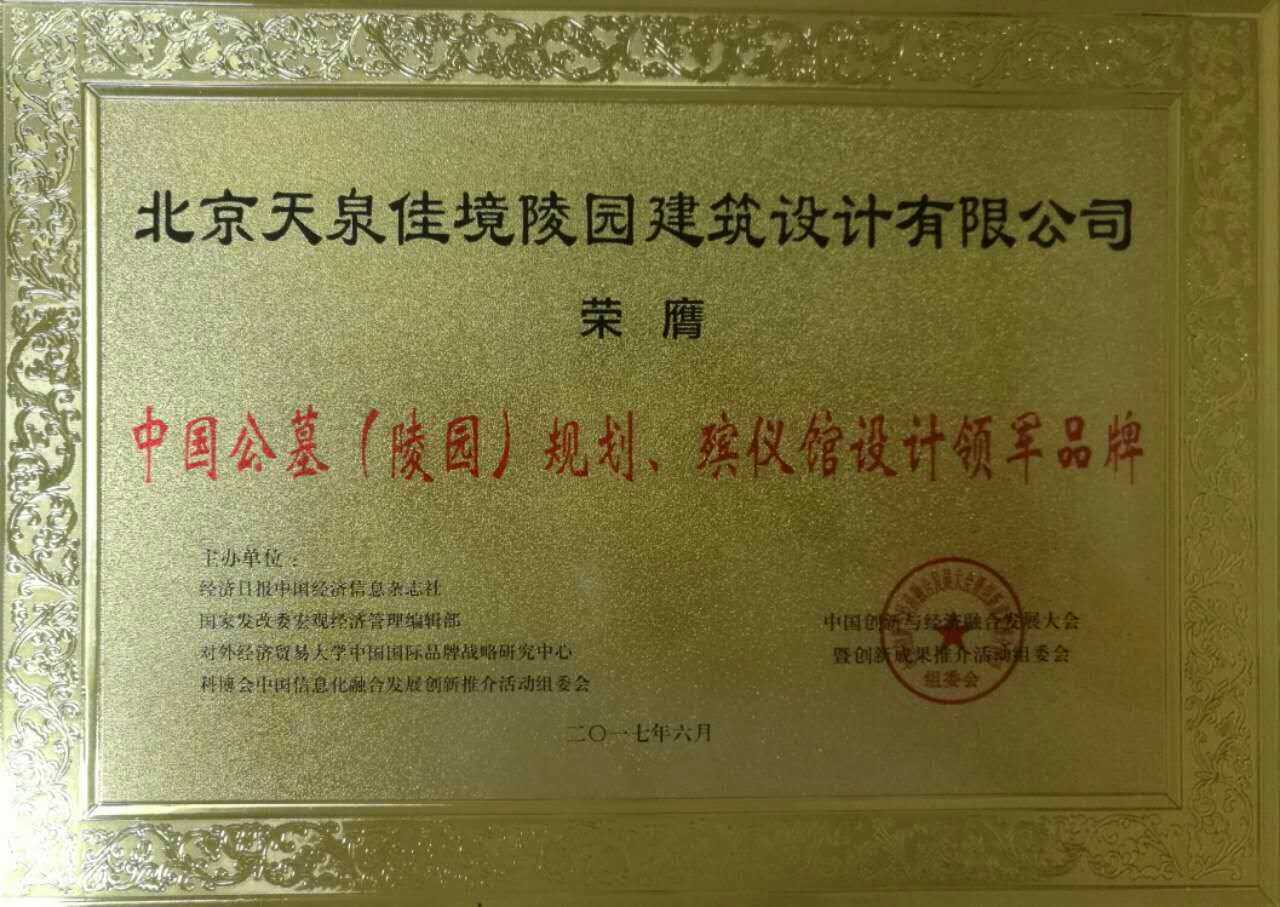 北京天泉佳境陵园建筑设计有限公司
荣膺
中国公墓（陵园）规划、殡仪馆设计领军品牌
主办单位：
经济日报中国经济信息杂志社
国家发改委宏观经济管理编辑部
对外经济贸易大学中国国际品牌战略研究中心
科博会中国信息化融合发展创新推介活动组委会
中国创新与经济融合发展大会
暨创新成果推介活动组委会
组委会
二〇一七年六月